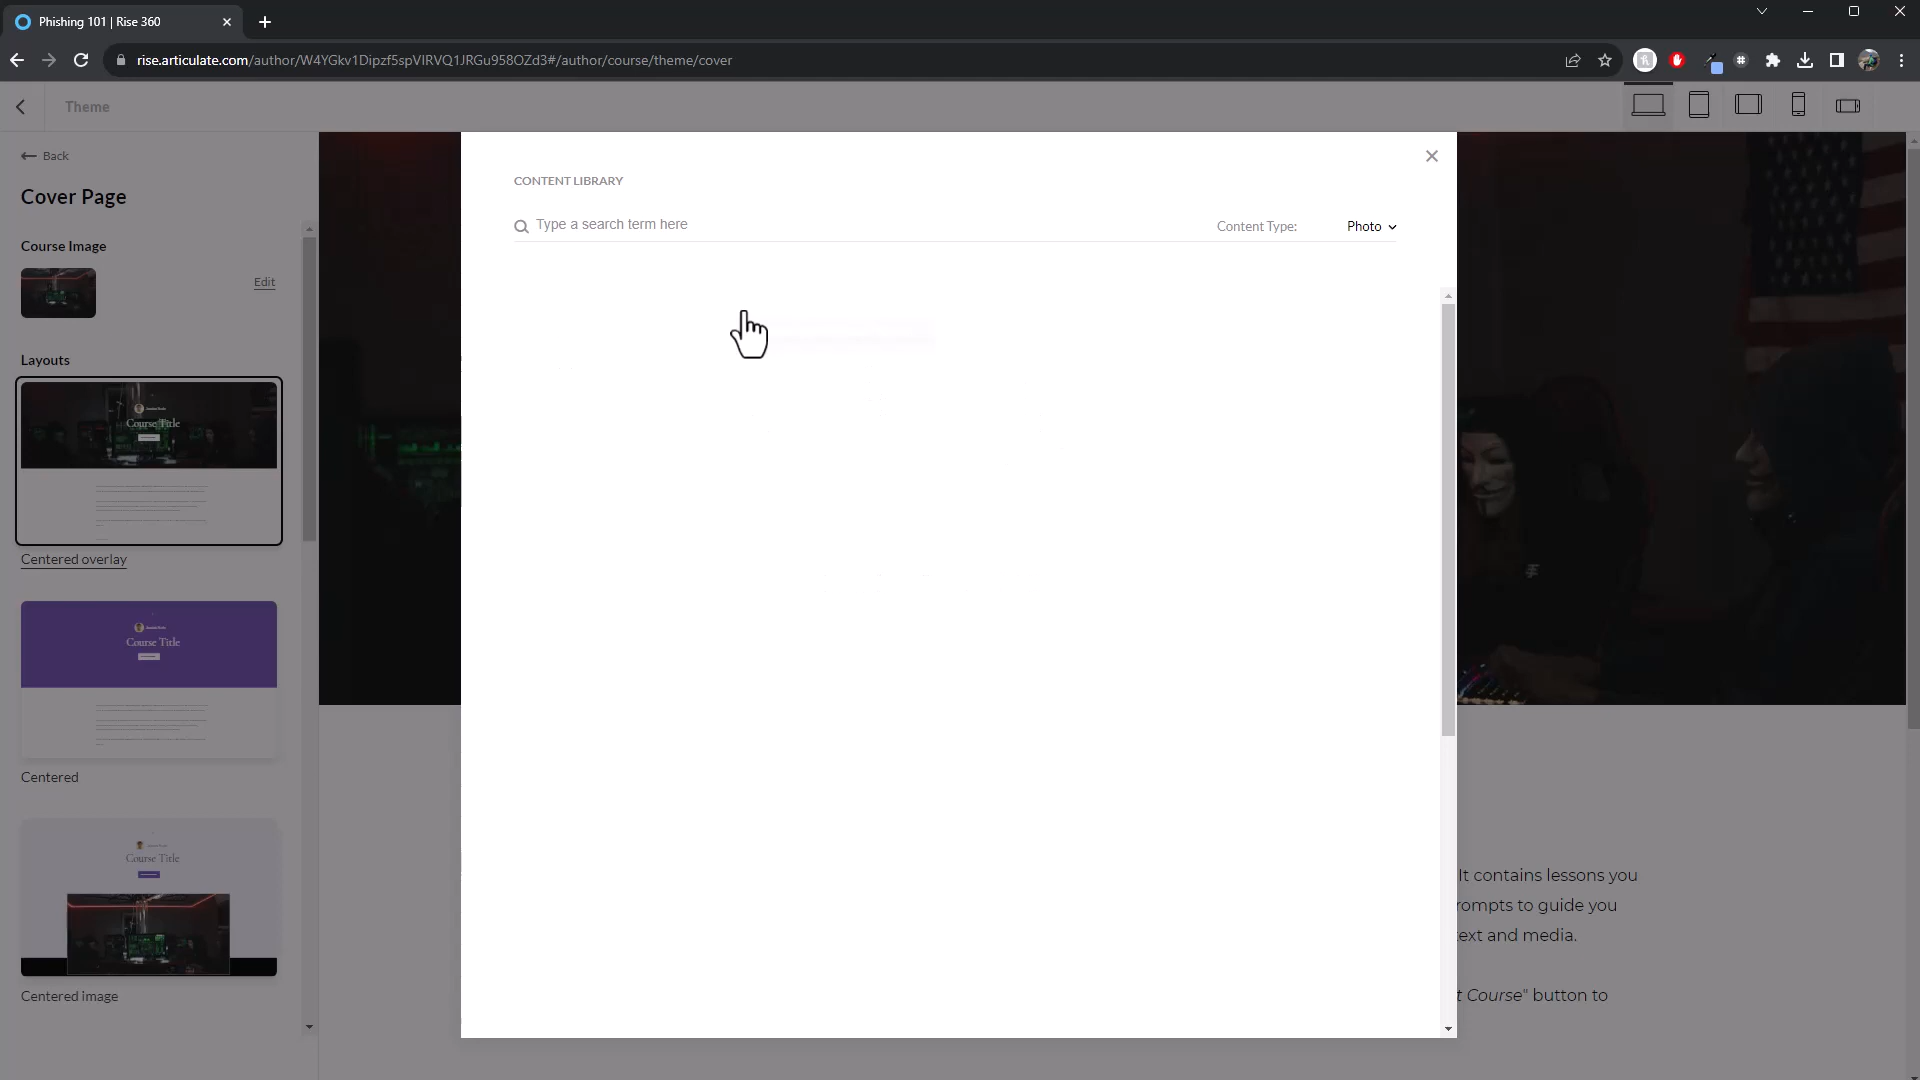 Phishing 101 | Rise 360
rise.articulate.com/author/W4YGkv1Dipzf5spVIRVQ1JRGu958OZd3#/author/course/theme/cover
Theme
Back
Cover Page
Course Image
Edit
Layouts
Course Title
Centered overlay
Course Title
Centered
Course Title
Centered image
CONTENT LIBRARY
Type a search term here
Content Type:
Photo
It contains lessons you
rompts to guide you
text and media.
t Course" button to